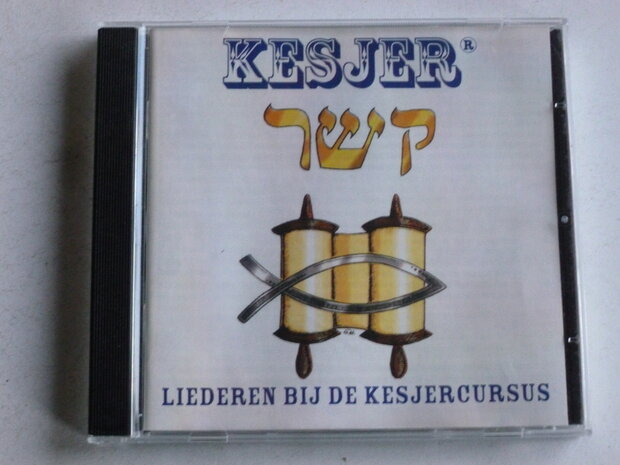 KESJER®
קשר
LIEDEREN BIJ DE KESJERCURSUS